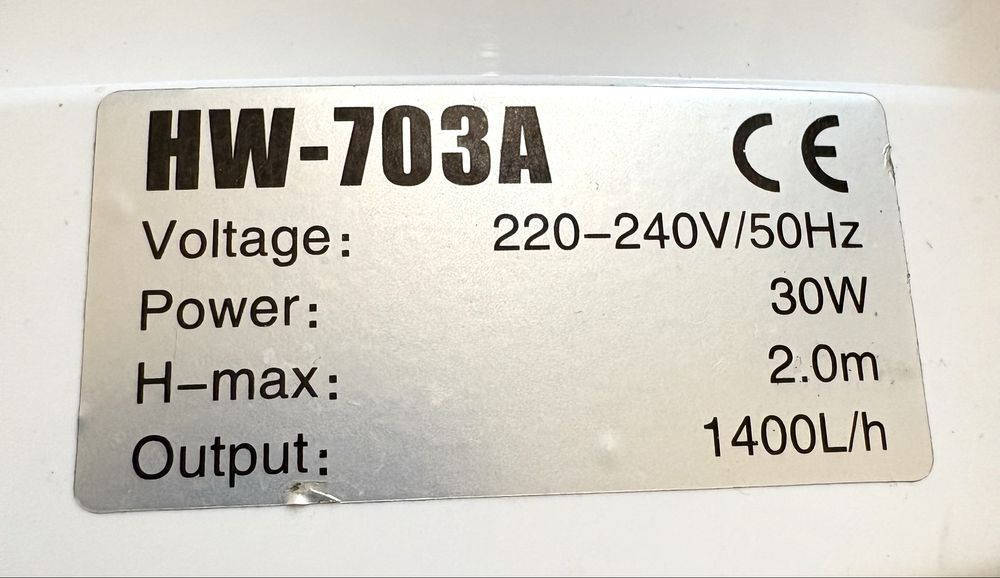 HW-703A CE
Voltage: 220-240V/50Hz
Power: 30W
H-max: 2.0m
Output: 1400L/h